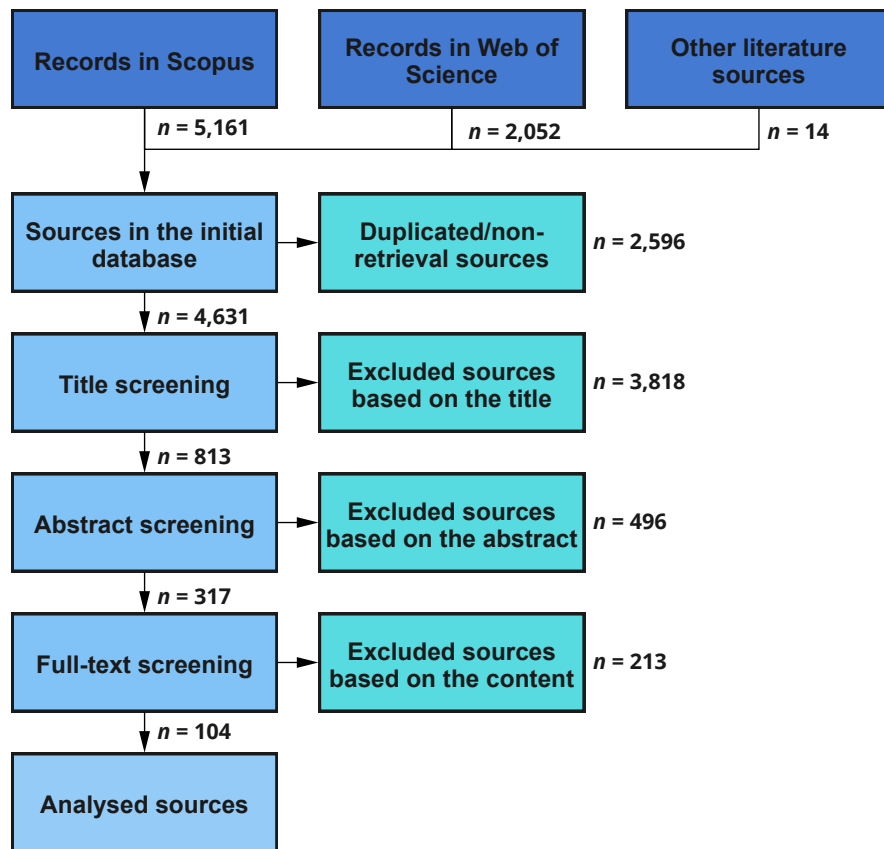 Records in Scopus
Records in Web of
Science
Other literature
sources
n = 5,161
n = 2,052
n = 14
Sources in the initial
database
Duplicated/non-
retrieval sources
n = 2,596
n = 4,631
Title screening
Excluded sources
based on the title
n = 3,818
n = 813
Abstract screening
Excluded sources
based on the abstract
n = 496
n = 317
Full-text screening
Excluded sources
based on the content
n = 213
n = 104
Analysed sources